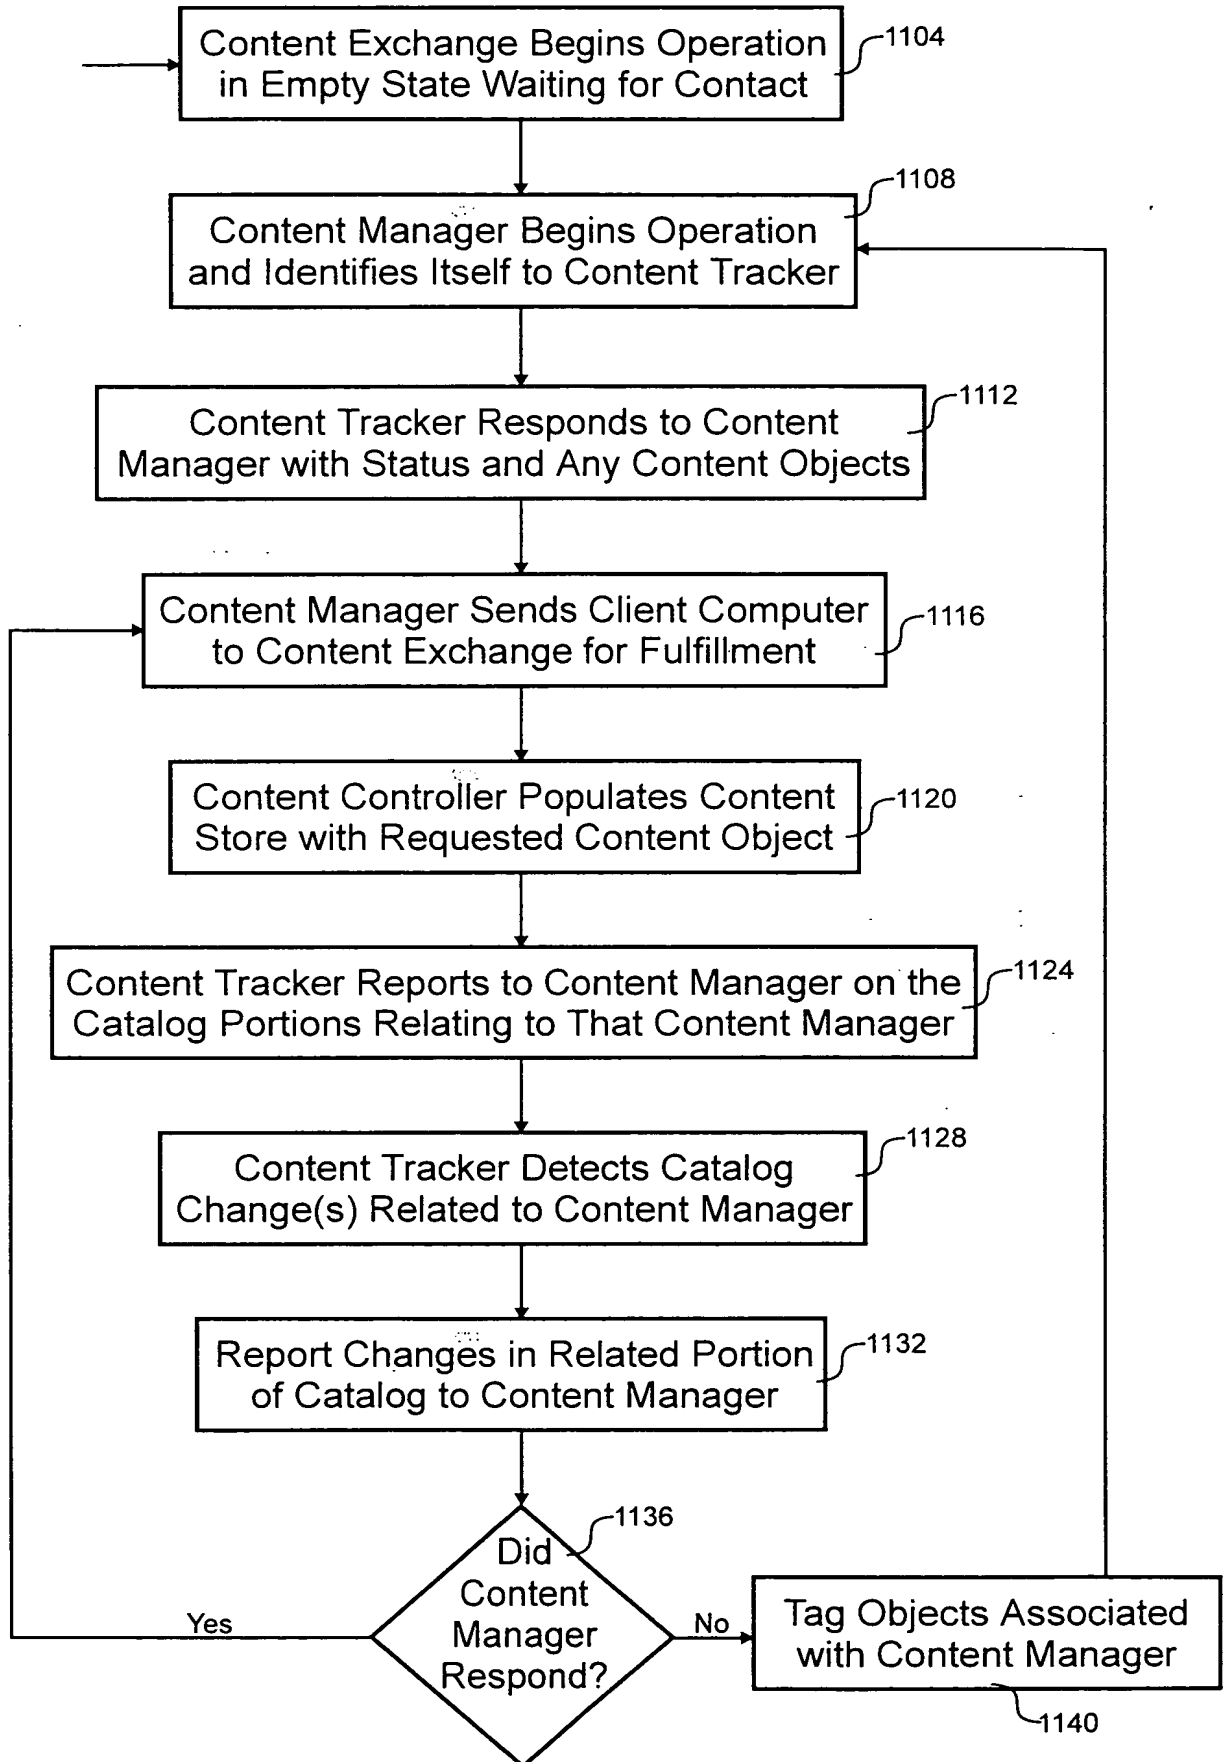 Content Exchange Begins Operation
in Empty State Waiting for Contact
1104
1108
Content Manager Begins Operation
and Identifies Itself to Content Tracker
1112
Content Tracker Responds to Content
Manager with Status and Any Content Objects
Content Manager Sends Client Computer
to Content Exchange for Fulfillment
1116
Content Controller Populates Content
Store with Requested Content Object
1120
Content Tracker Reports to Content Manager on the
Catalog Portions Relating to That Content Manager
1124
1128
Content Tracker Detects Catalog
Change(s) Related to Content Manager
Report Changes in Related Portion
of Catalog to Content Manager
1132
1136
Did
Content
Manager
Respond?
Yes
No
Tag Objects Associated
with Content Manager
1140